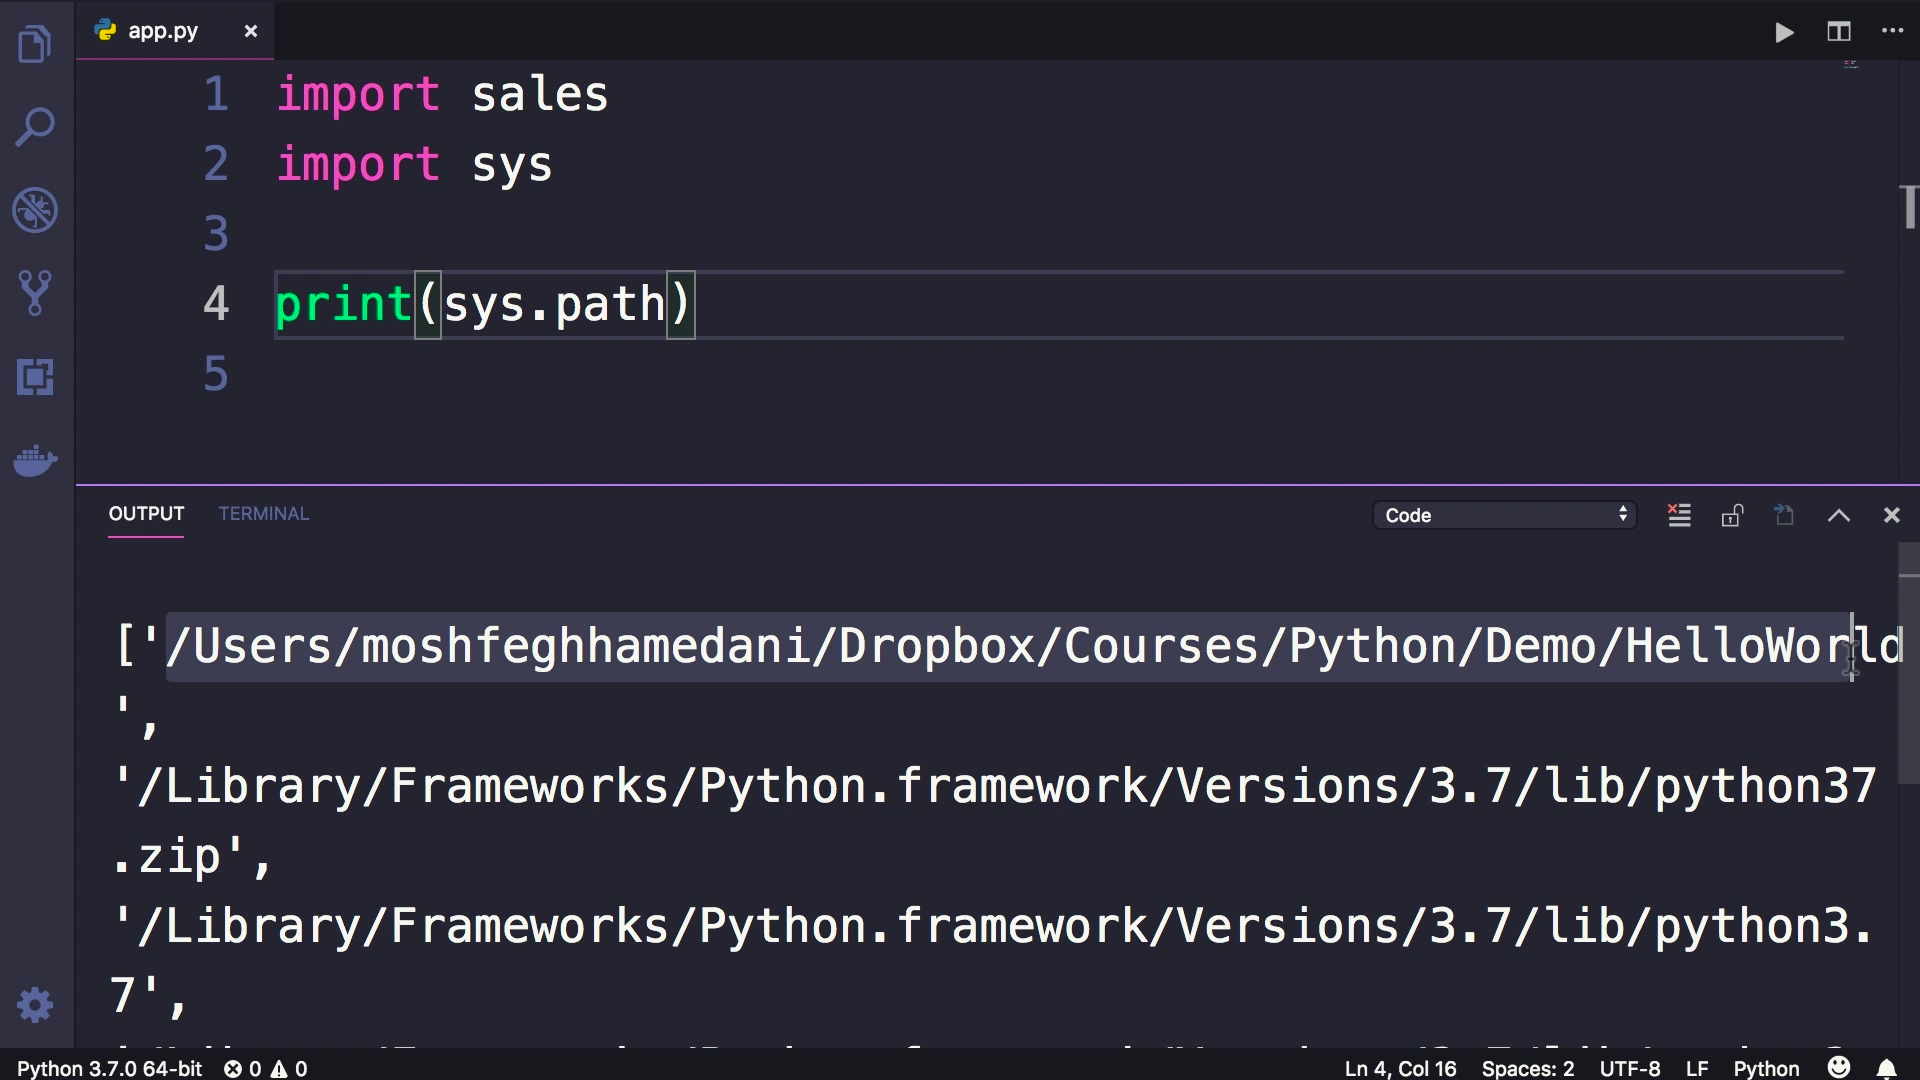 app.py
1 import sales
2 import sys
3
4 print(sys.path)
5
OUTPUT TERMINAL Code
['/Users/moshfeghhamedani/Dropbox/Courses/Python/Demo/HelloWorld
',
'/Library/Frameworks/Python.framework/Versions/3.7/lib/python37
.zip',
'/Library/Frameworks/Python.framework/Versions/3.7/lib/python3.
7',
Python 3.7.0 64-bit 0 0 Ln 4, Col 16 Spaces: 2 UTF-8 LF Python